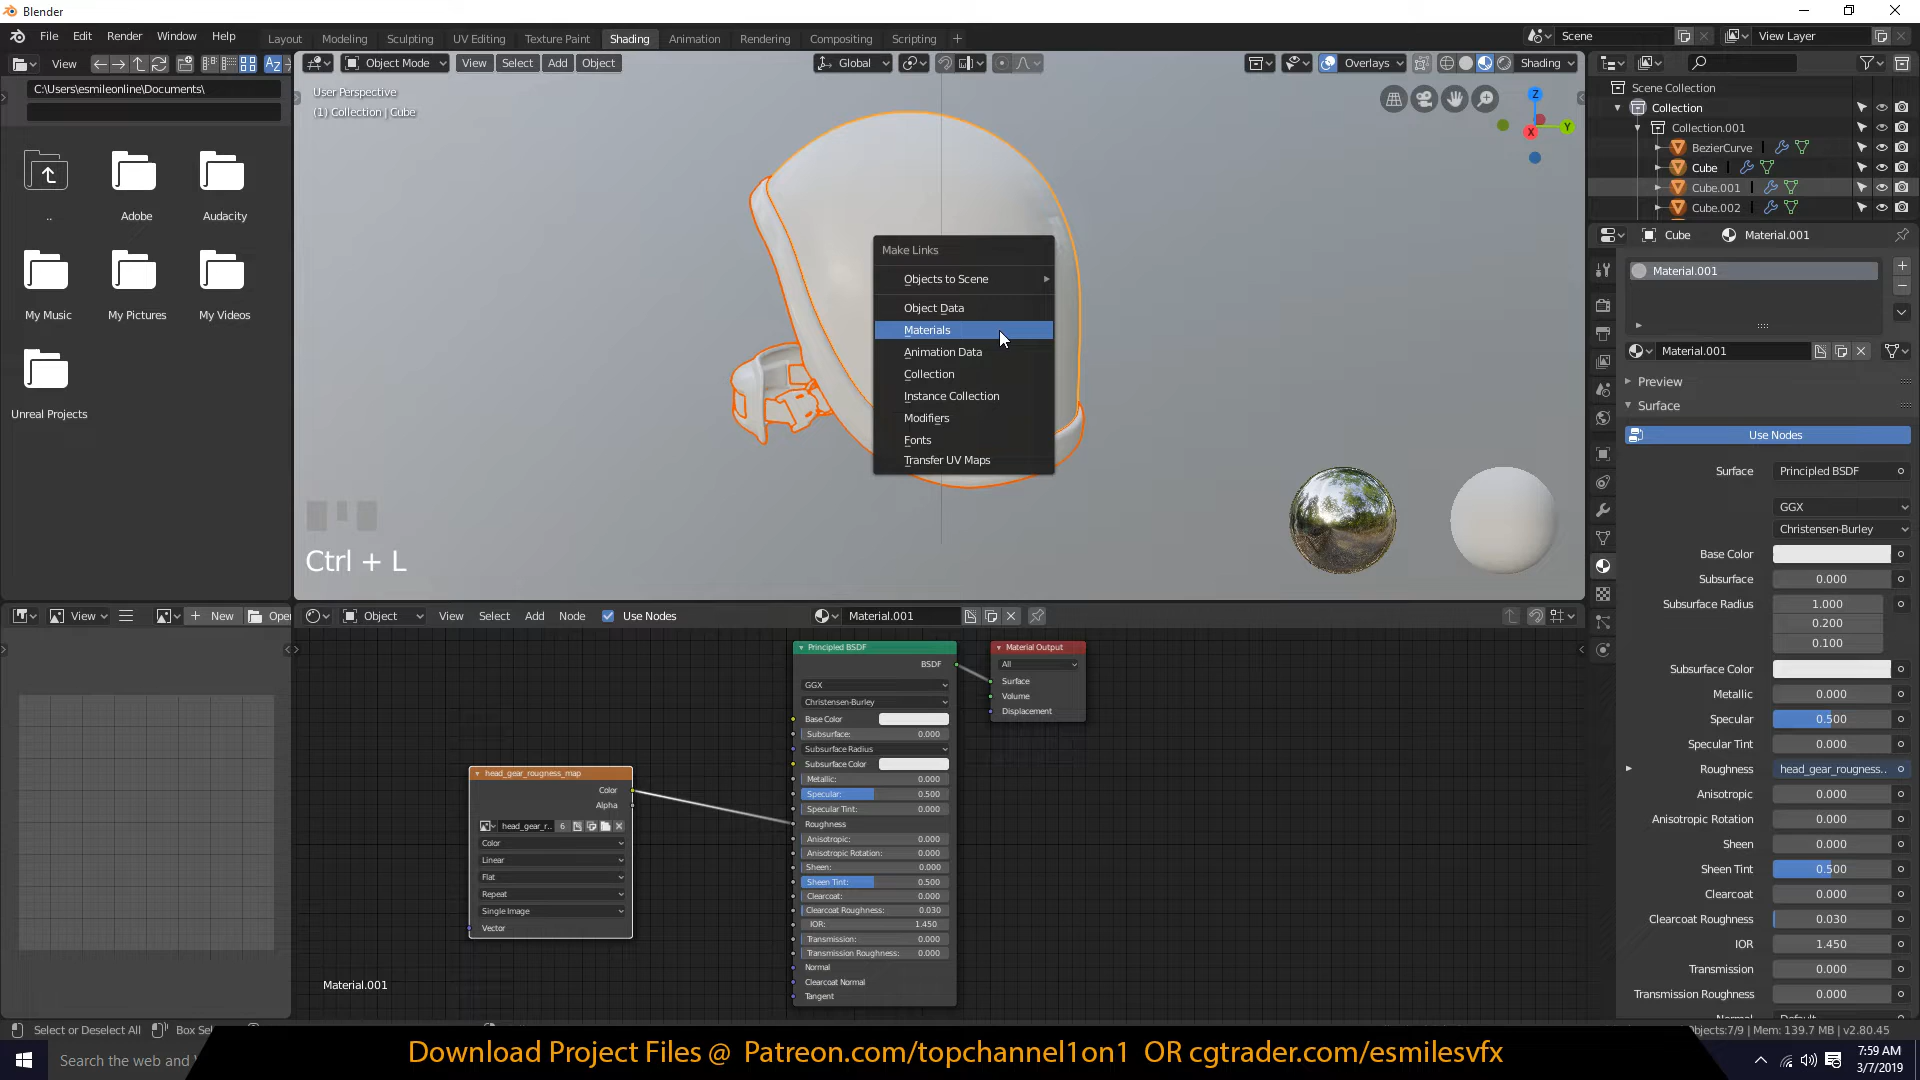 Blender
File Edit Render Window Help
Layout Modeling Sculpting UV Editing Texture Paint Shading Animation Rendering Compositing Scripting +
Scene View Layer
View
C:\Users\esmileonline\Documents\
.. Adobe Audacity
My Music My Pictures My Videos
Unreal Projects
Object Mode View Select Add Object Global Overlays Shading
User Perspective
(1) Collection | Cube
Z
X Y
Make Links
Objects to Scene
Object Data
Materials
Animation Data
Collection
Instance Collection
Modifiers
Fonts
Transfer UV Maps
Ctrl + L
Scene Collection
Collection
Collection.001
BezierCurve
Cube
Cube.001
Cube.002
Cube Material.001
Material.001
Material.001
Preview
Surface
Use Nodes
Surface Principled BSDF
GGX
Christensen-Burley
Base Color
Subsurface 0.000
Subsurface Radius 1.000
0.200
0.100
Subsurface Color
Metallic 0.000
Specular 0.500
Specular Tint 0.000
Roughness head_gear_rougness..
Anisotropic 0.000
Anisotropic Rotation 0.000
Sheen 0.000
Sheen Tint 0.500
Clearcoat 0.000
Clearcoat Roughness 0.030
IOR 1.450
Transmission 0.000
Transmission Roughness 0.000
View + New Open
Object View Select Add Node Use Nodes Material.001
Principled BSDF
BSDF
GGX
Christensen-Burley
Base Color
Subsurface: 0.000
Subsurface Radius
Subsurface Color
Metallic: 0.000
Specular: 0.500
Specular Tint: 0.000
Roughness
Anisotropic: 0.000
Anisotropic Rotation: 0.000
Sheen: 0.000
Sheen Tint: 0.500
Clearcoat: 0.000
Clearcoat Roughness: 0.030
IOR: 1.450
Transmission: 0.000
Transmission Roughness: 0.000
Normal
Clearcoat Normal
Tangent
Material Output
All
Surface
Volume
Displacement
head_gear_rougness_map
Color
Alpha
head_gear_r.. 6
Color
Linear
Flat
Repeat
Single Image
Vector
Material.001
Select or Deselect All Box Sel
Objects:7/9 | Mem: 139.7 MB | v2.80.45
Search the web and
Download Project Files @ Patreon.com/topchannel1on1 OR cgtrader.com/esmilesvfx
7:59 AM
3/7/2019